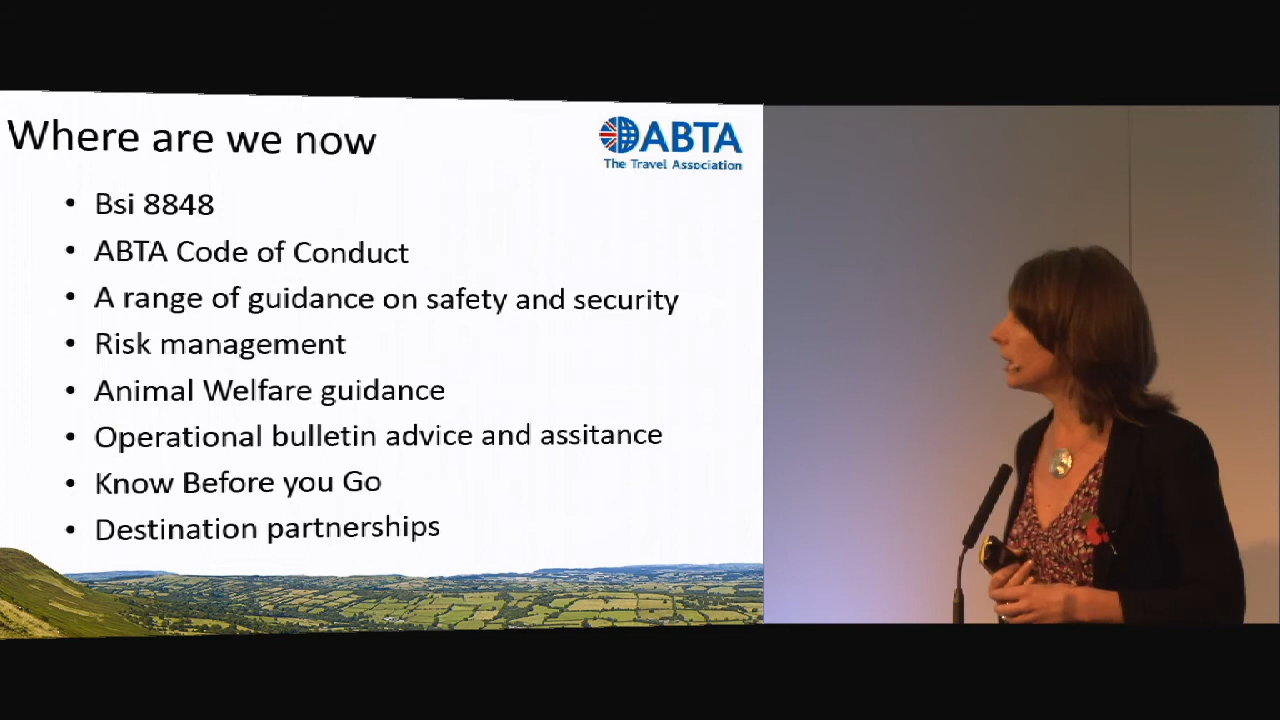 Where are we now
ABTA
The Travel Association
• Bsi 8848
• ABTA Code of Conduct
• A range of guidance on safety and security
• Risk management
• Animal Welfare guidance
• Operational bulletin advice and assitance
• Know Before you Go
• Destination partnerships